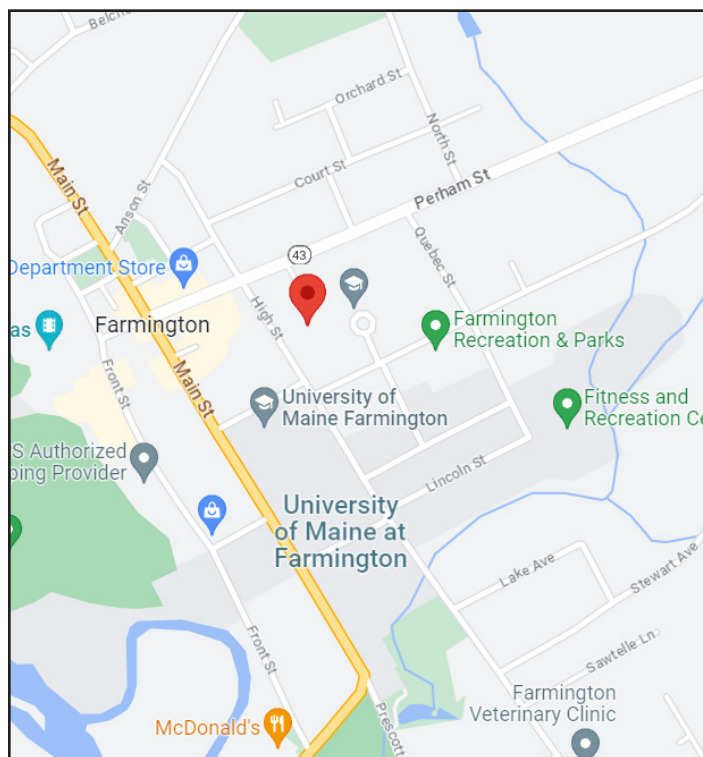 Belch
Orchard St
North St
Main St
Court St
Perham St
Anson St
43
Quebec St
Department Store
Farmington
as
High St
Farmington
Recreation & Parks
Front St
Main St
University of
Maine Farmington
Fitness and
Recreation Ce
S Authorized
ping Provider
Lincoln St
University
of Maine at
Farmington
Lake Ave
Stewart Ave
Front St
Sawtelle Ln
Farmington
Veterinary Clinic
Prescott
McDonald's